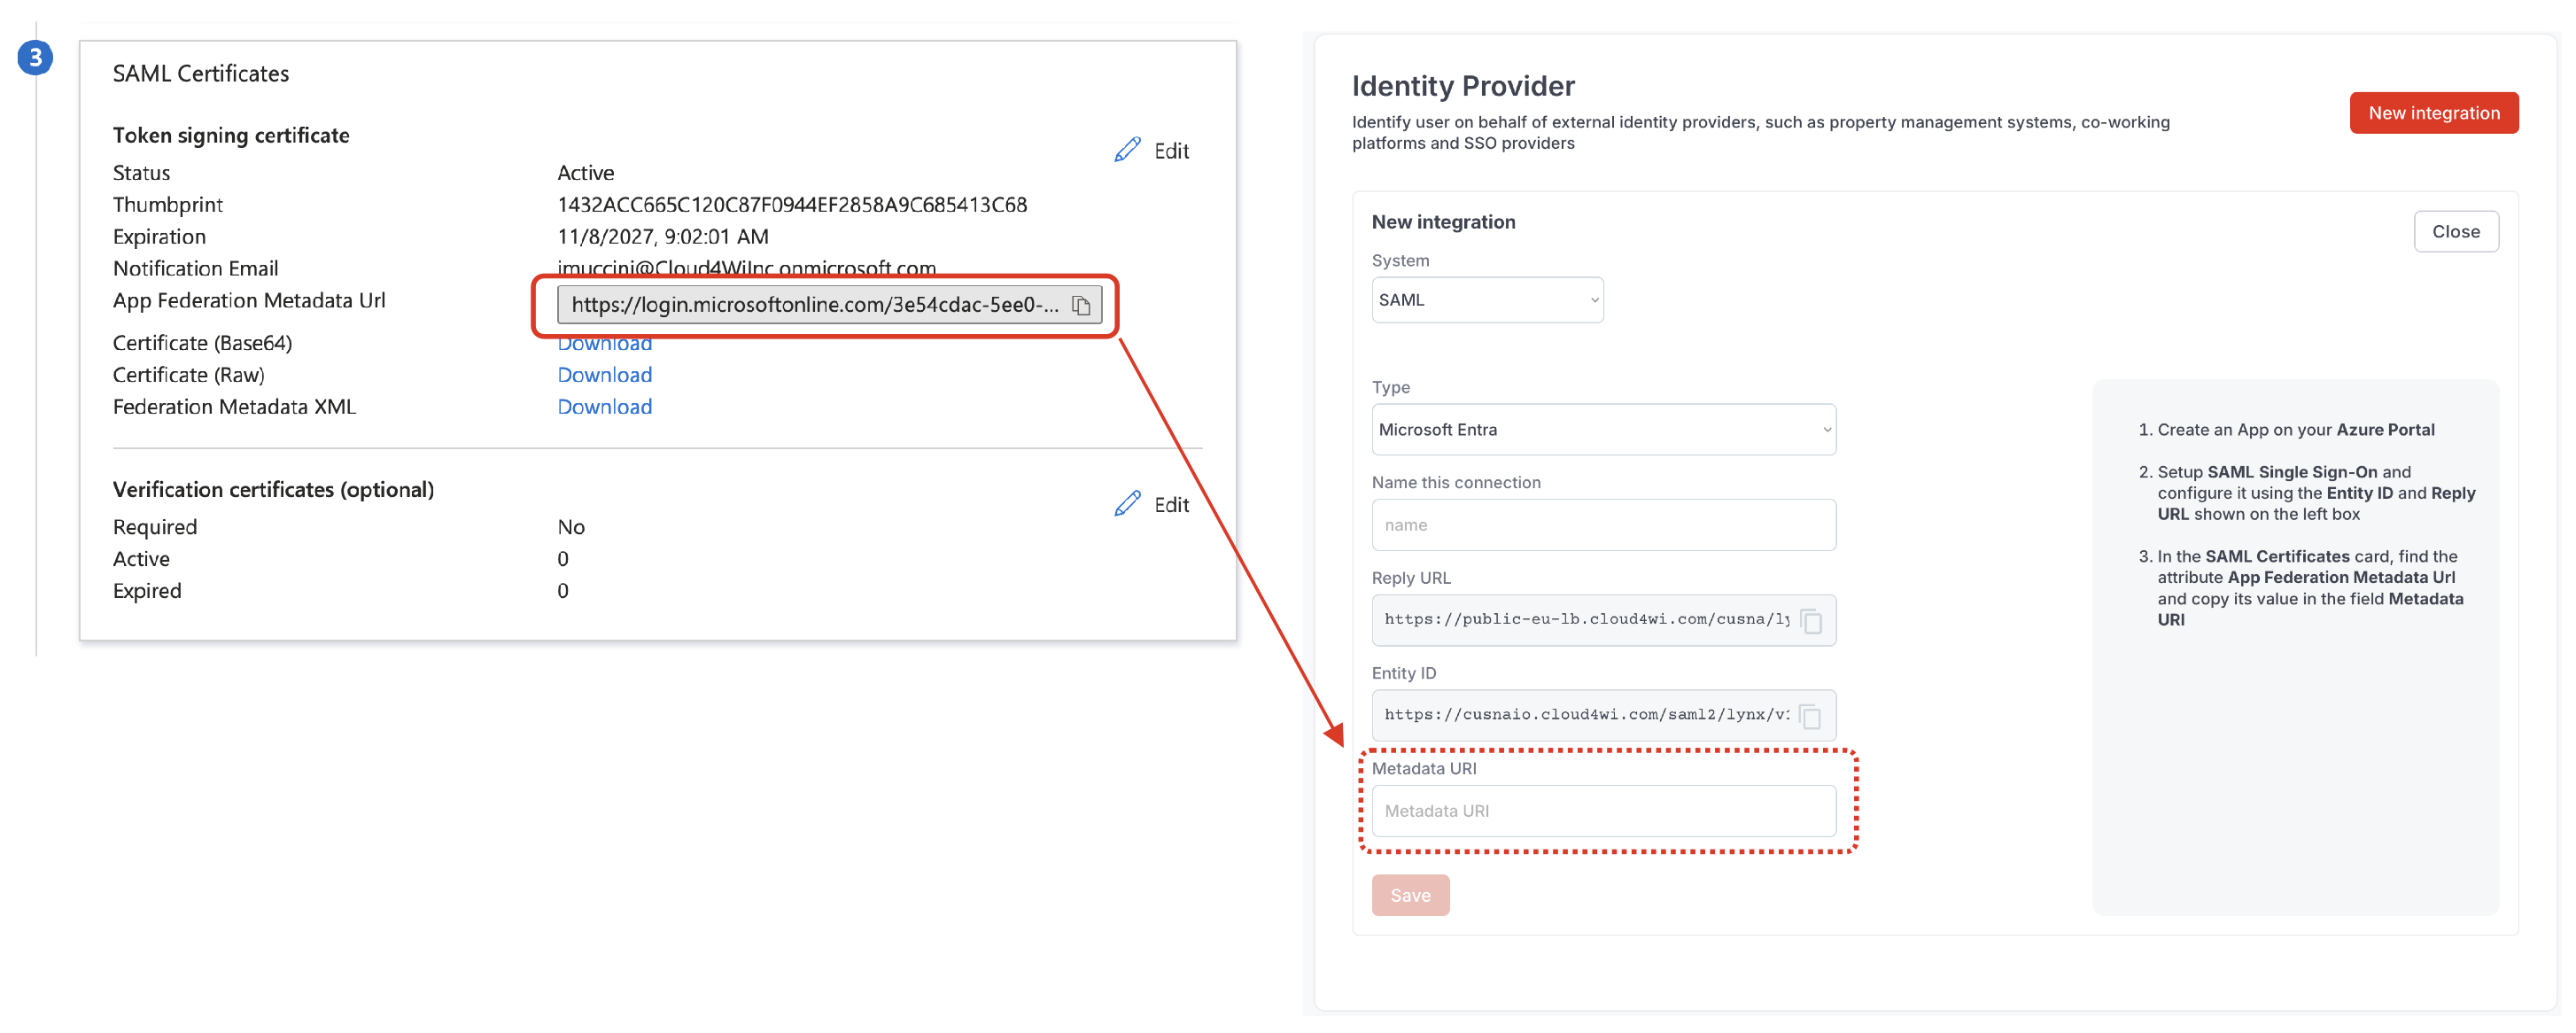 3
SAML Certificates
Token signing certificate
Edit
Status Active
Thumbprint 1432ACC665C120C87F0944EF2858A9C685413C68
Expiration 11/8/2027, 9:02:01 AM
Notification Email jmuccini@Cloud4WiInc.onmicrosoft.com
App Federation Metadata Url https://login.microsoftonline.com/3e54cdac-5ee0-...
Certificate (Base64) Download
Certificate (Raw) Download
Federation Metadata XML Download
Verification certificates (optional)
Edit
Required No
Active 0
Expired 0
Identity Provider
Identify user on behalf of external identity providers, such as property management systems, co-working
platforms and SSO providers
New integration
New integration
Close
System
SAML
Type
Microsoft Entra
Name this connection
name
Reply URL
https://public-eu-lb.cloud4wi.com/cusna/ly
Entity ID
https://cusnaio.cloud4wi.com/saml2/lynx/v1
Metadata URI
Metadata URI
Save
1. Create an App on your Azure Portal
2. Setup SAML Single Sign-On and
configure it using the Entity ID and Reply
URL shown on the left box
3. In the SAML Certificates card, find the
attribute App Federation Metadata Url
and copy its value in the field Metadata
URI